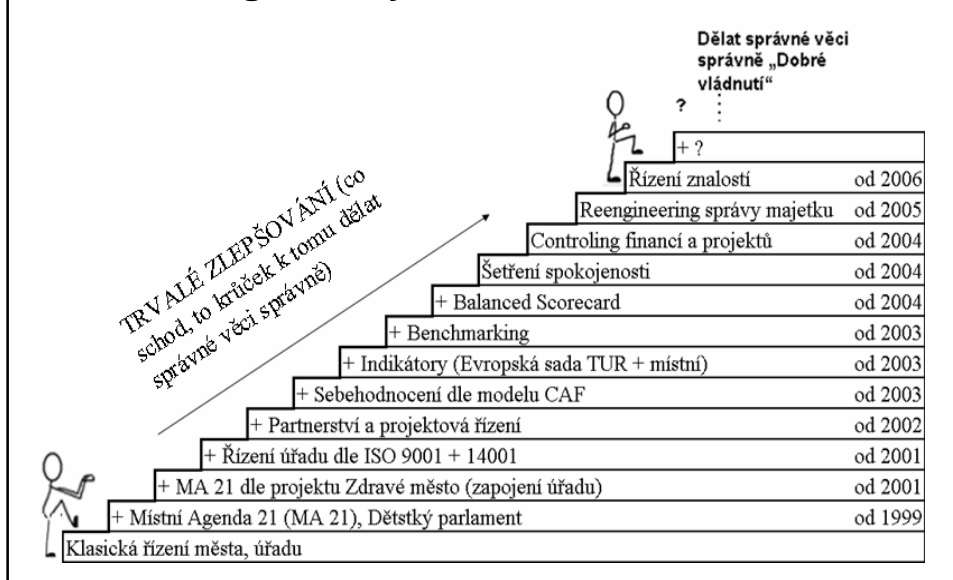 Dělat správné věci
správně „Dobré
vládnutí“
?
+ ?
Řízení znalostí od 2006
Reengineering správy majetku od 2005
Controling financí a projektů od 2004
Šetření spokojenosti od 2004
+ Balanced Scorecard od 2004
+ Benchmarking od 2003
+ Indikátory (Evropská sada TUR + místní) od 2003
+ Sebehodnocení dle modelu CAF od 2003
+ Partnerství a projektová řízení od 2002
+ Řízení úřadu dle ISO 9001 + 14001 od 2001
+ MA 21 dle projektu Zdravé město (zapojení úřadu) od 2001
+ Místní Agenda 21 (MA 21), Dětstký parlament od 1999
Klasická řízení města, úřadu
TRVALÉ ZLEPŠOVÁNÍ (co
schod, to krůček k tomu dělat
správné věci správně)